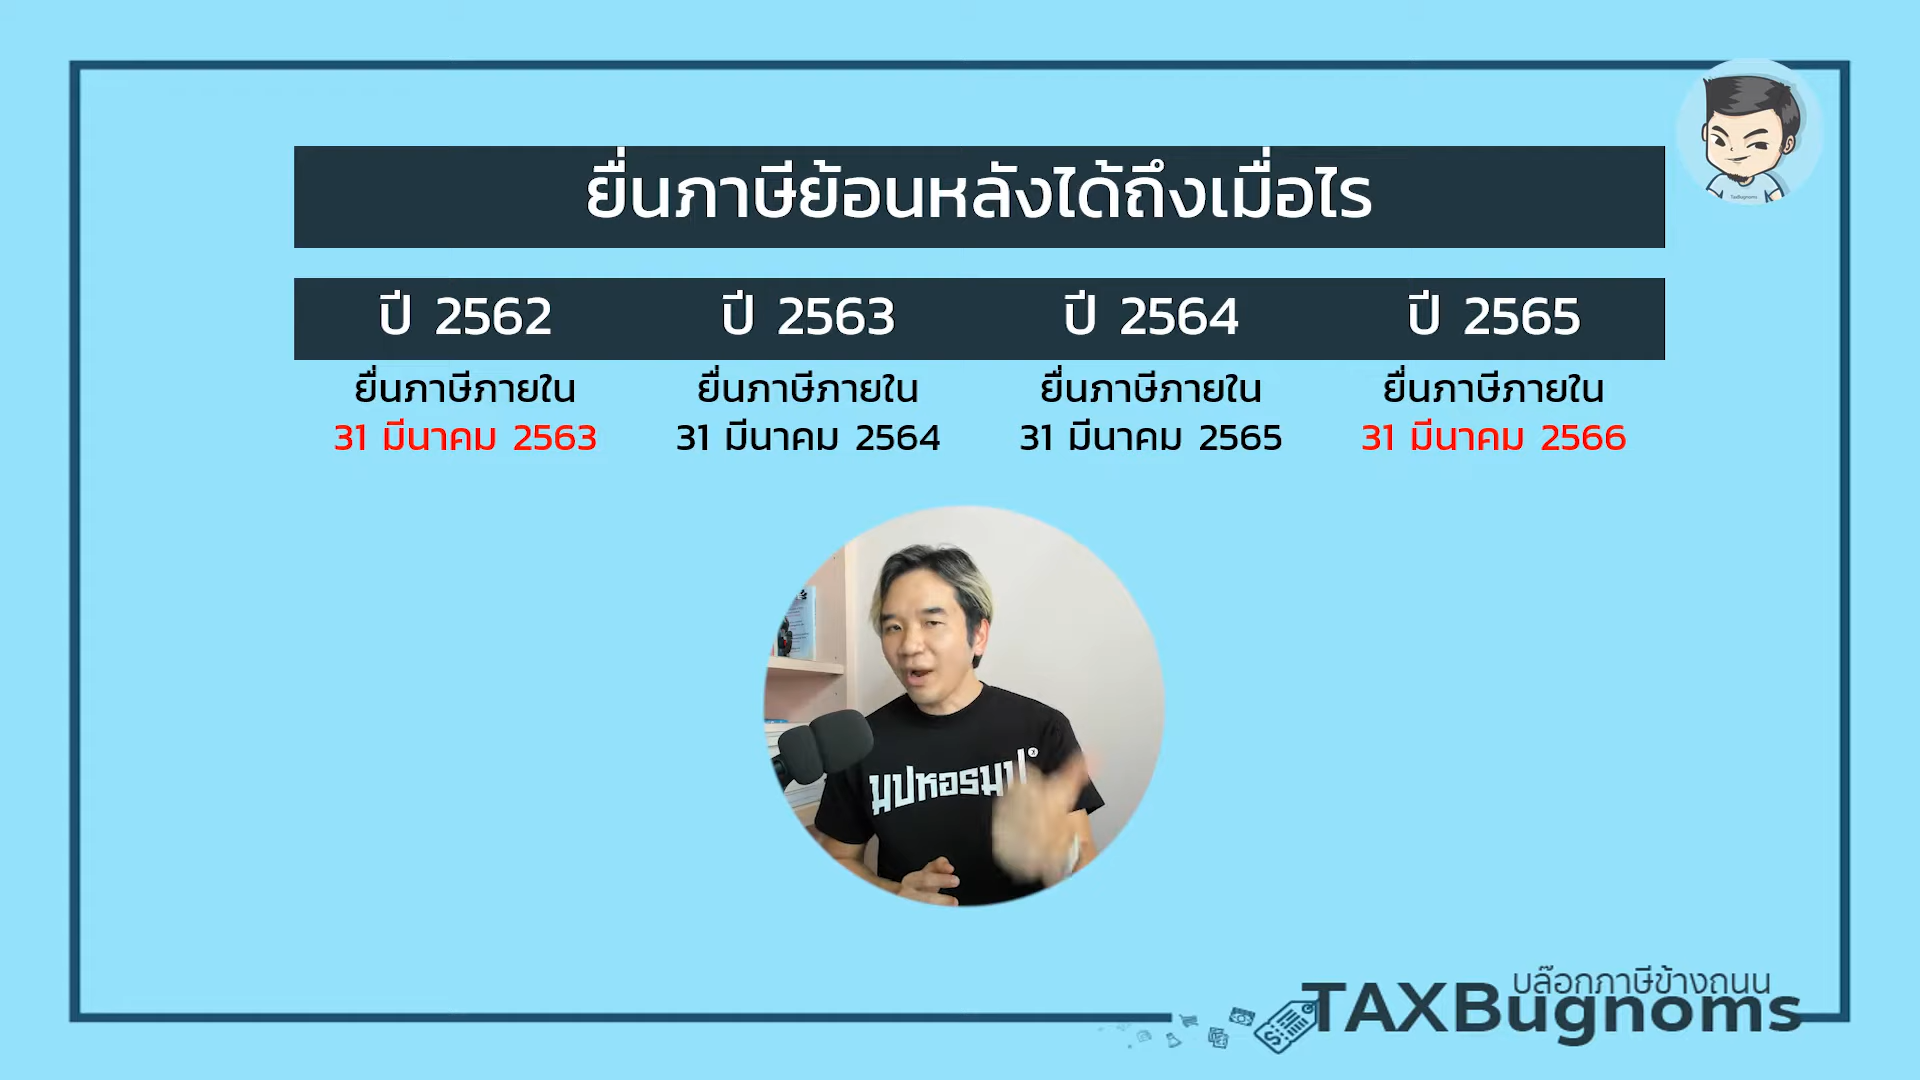 ยื่นภาษีย้อนหลังได้ถึงเมื่อไร
ปี 2562 ปี 2563 ปี 2564 ปี 2565
ยื่นภาษีภายใน ยื่นภาษีภายใน ยื่นภาษีภายใน ยื่นภาษีภายใน
31 มีนาคม 2563 31 มีนาคม 2564 31 มีนาคม 2565 31 มีนาคม 2566
มปหอรมป
บล๊อกภาษีข้างถนน
TAXBugnoms
TaxBugnoms